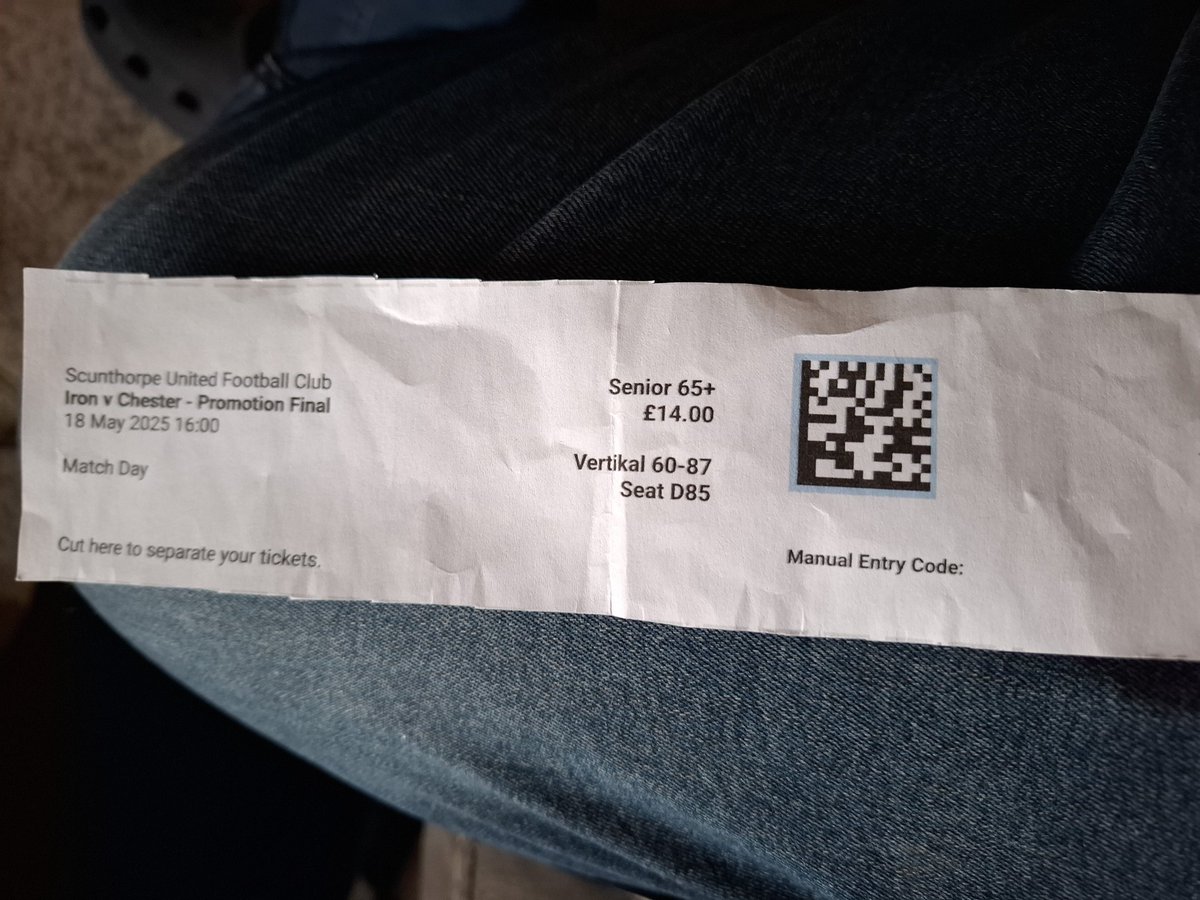 Scunthorpe United Football Club
Iron v Chester - Promotion Final
18 May 2025 16:00
Match Day
Cut here to separate your tickets.
Senior 65+
£14.00
Vertikal 60-87
Seat D85
Manual Entry Code: